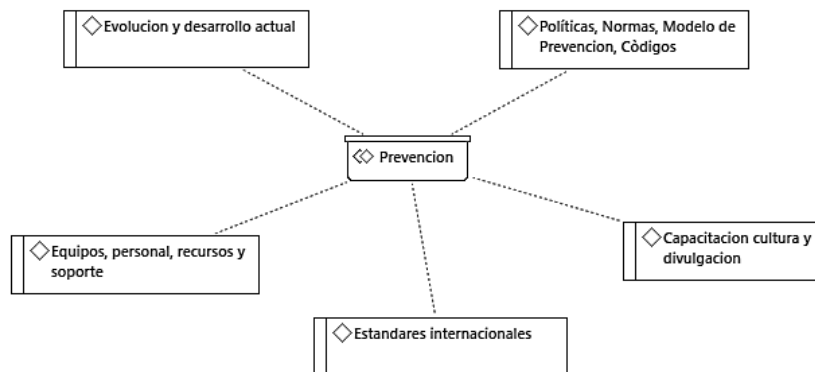 Evolucion y desarrollo actual
Políticas, Normas, Modelo de
Prevencion, Còdigos
Prevencion
Equipos, personal, recursos y
soporte
Capacitacion cultura y
divulgacion
Estandares internacionales